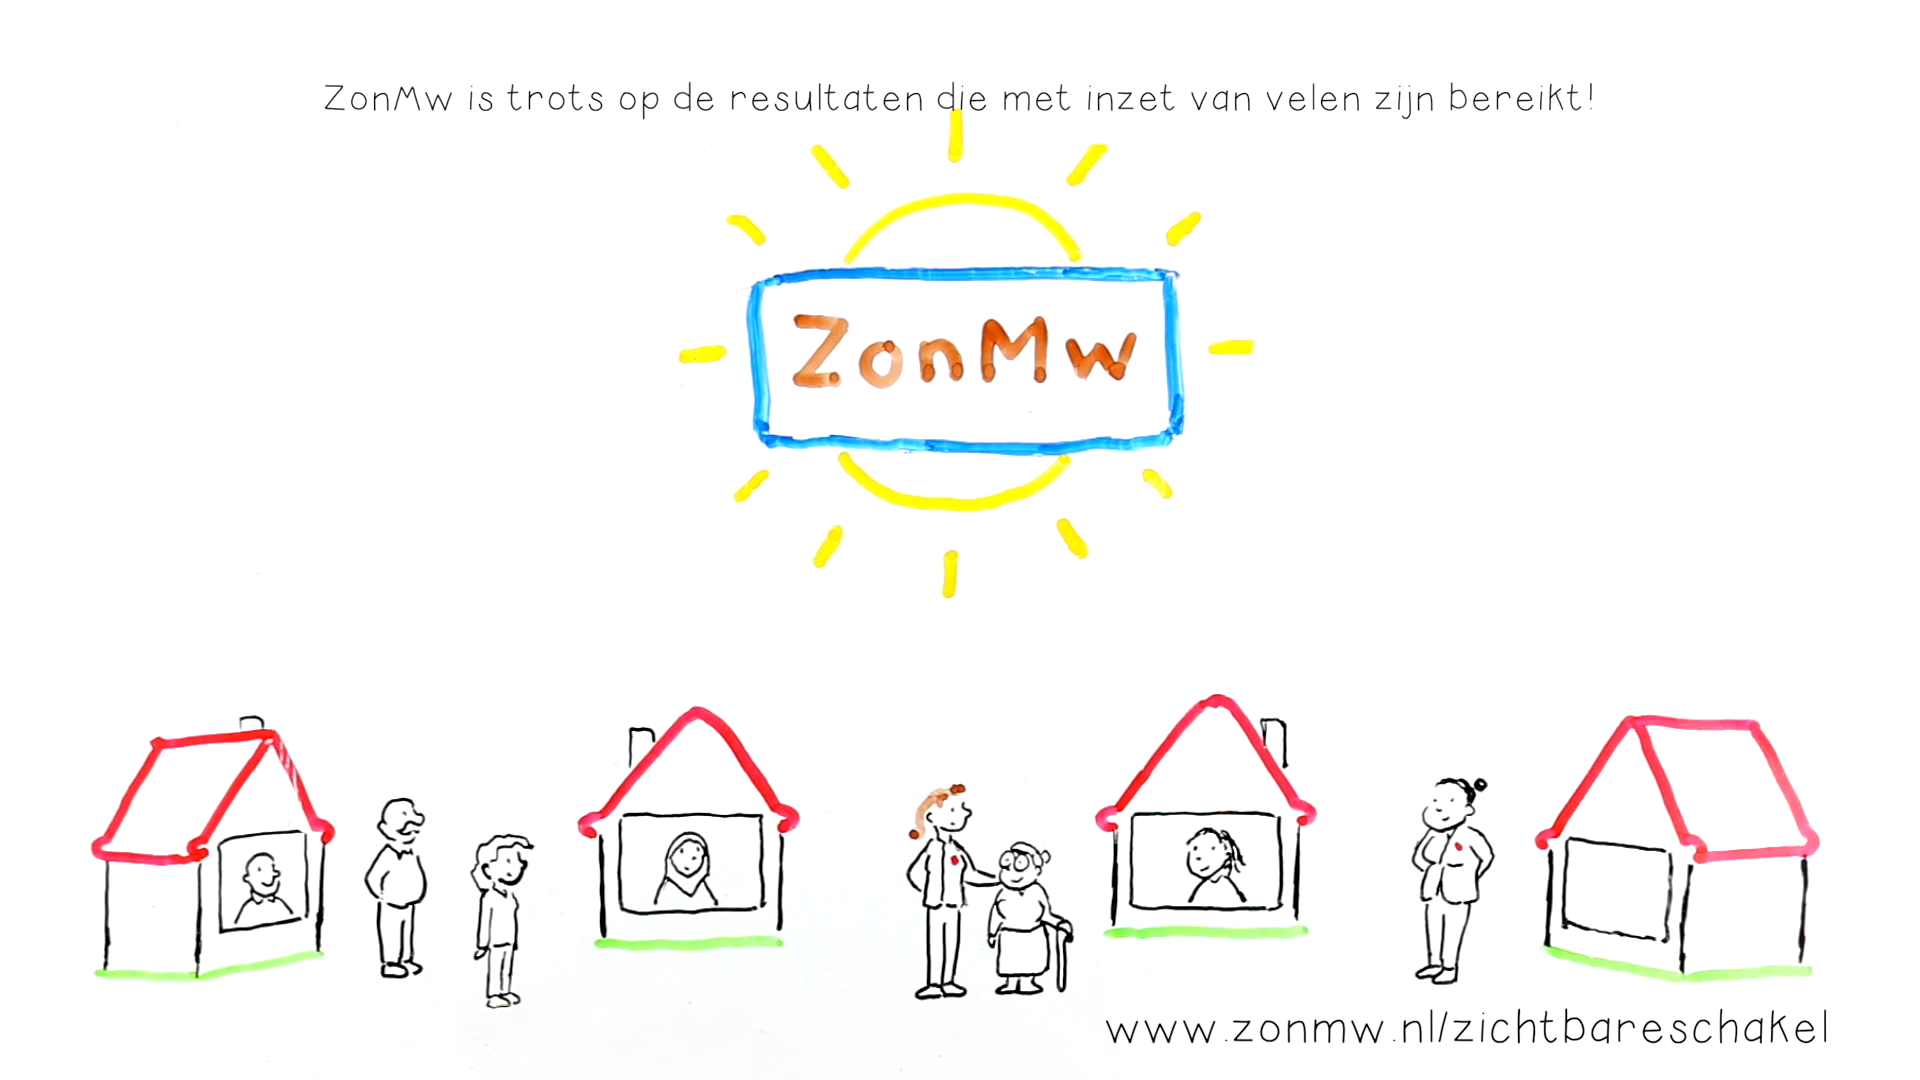 ZonMw is trots op de resultaten die met inzet van velen zijn bereikt!
ZonMw
www.zonmw.nl/zichtbareschakel